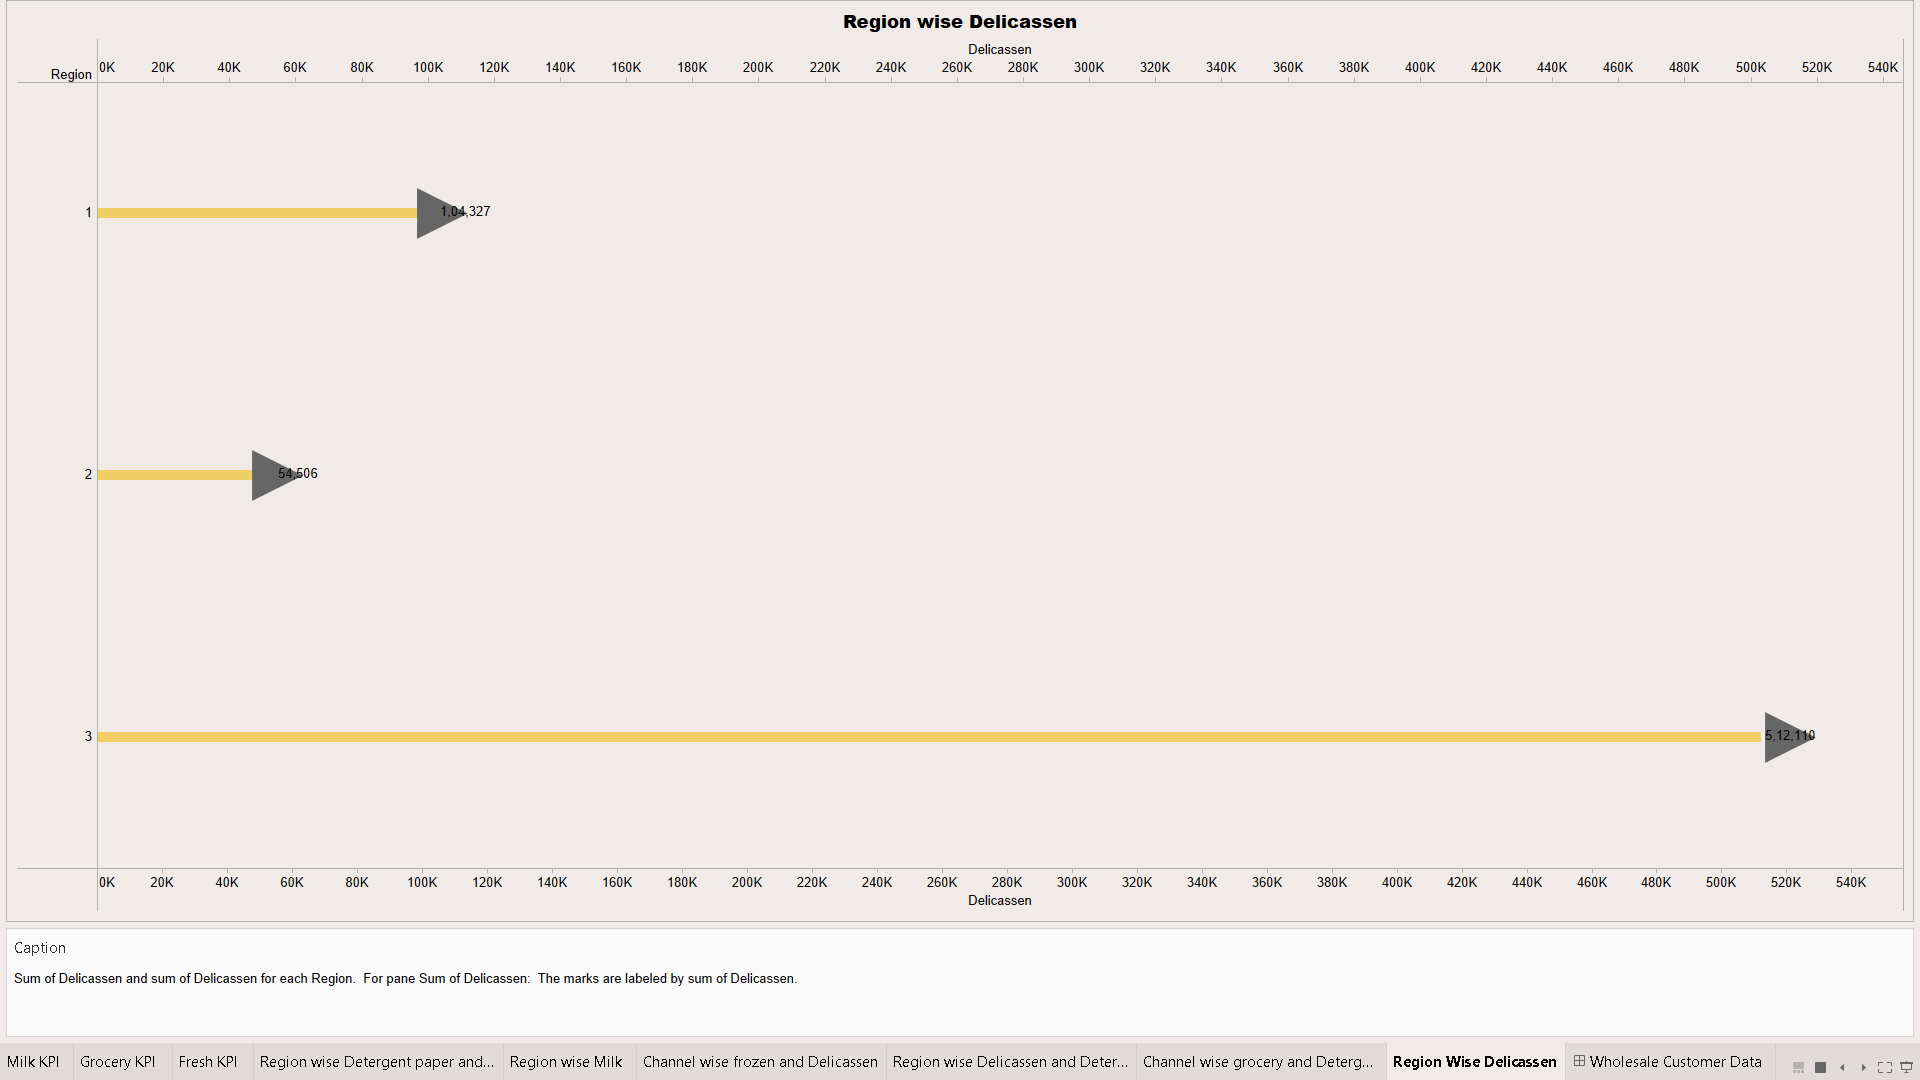 Region wise Delicassen
Delicassen
Region
0K 20K 40K 60K 80K 100K 120K 140K 160K 180K 200K 220K 240K 260K 280K 300K 320K 340K 360K 380K 400K 420K 440K 460K 480K 500K 520K 540K
1
1,04,327
2
54,506
3
5,12,110
0K 20K 40K 60K 80K 100K 120K 140K 160K 180K 200K 220K 240K 260K 280K 300K 320K 340K 360K 380K 400K 420K 440K 460K 480K 500K 520K 540K
Delicassen
Caption
Sum of Delicassen and sum of Delicassen for each Region.  For pane Sum of Delicassen:  The marks are labeled by sum of Delicassen.
Milk KPI Grocery KPI Fresh KPI Region wise Detergent paper and... Region wise Milk Channel wise frozen and Delicassen Region wise Delicassen and Deter... Channel wise grocery and Deterg... Region Wise Delicassen Wholesale Customer Data